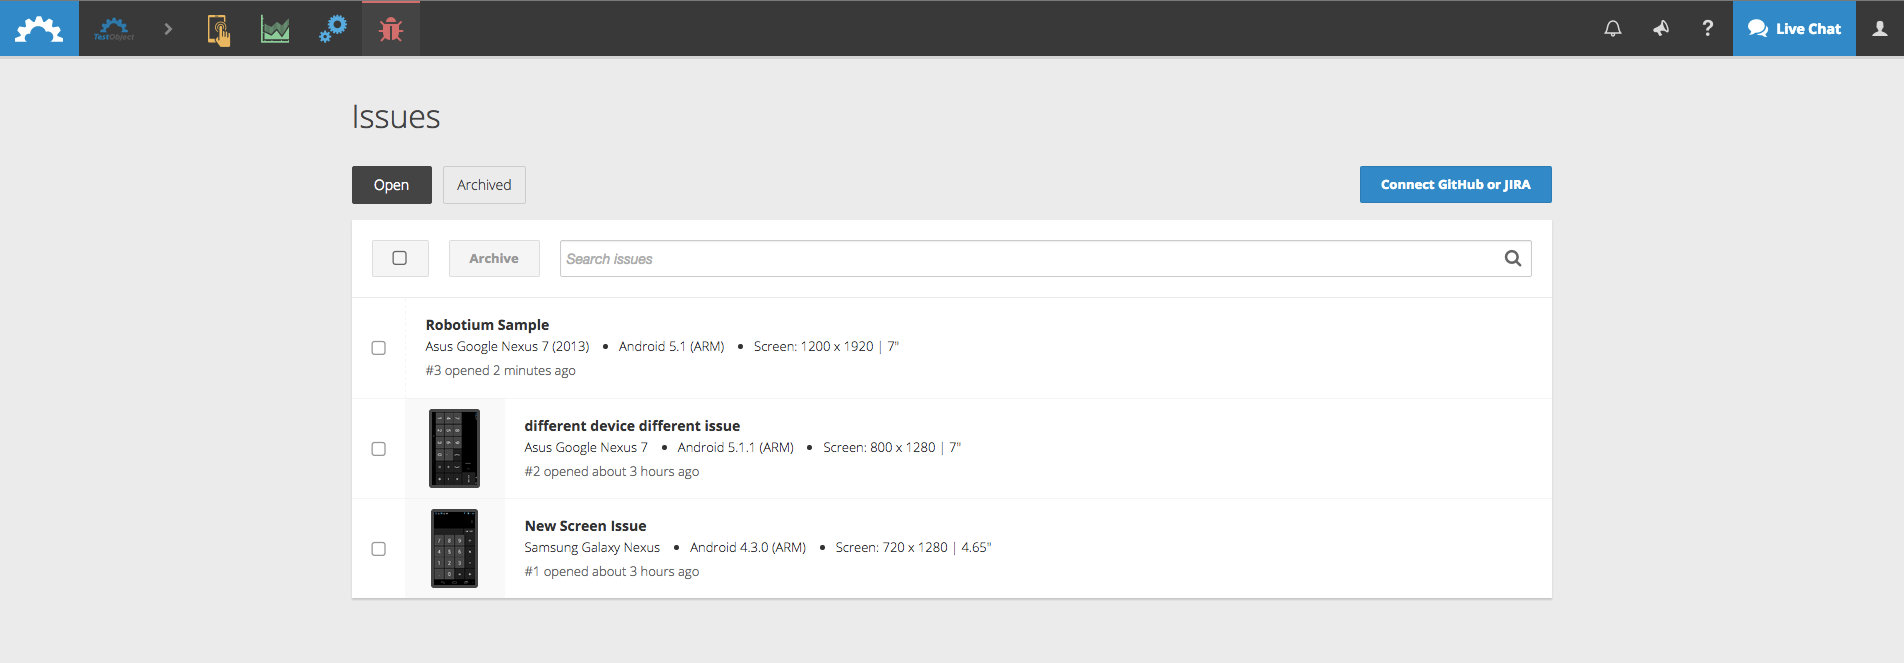 TestObject
? Live Chat
Issues
Open Archived Connect GitHub or JIRA
Archive Search issues
Robotium Sample
Asus Google Nexus 7 (2013) • Android 5.1 (ARM) • Screen: 1200 x 1920 | 7"
#3 opened 2 minutes ago
different device different issue
Asus Google Nexus 7 • Android 5.1.1 (ARM) • Screen: 800 x 1280 | 7"
#2 opened about 3 hours ago
New Screen Issue
Samsung Galaxy Nexus • Android 4.3.0 (ARM) • Screen: 720 x 1280 | 4.65"
#1 opened about 3 hours ago